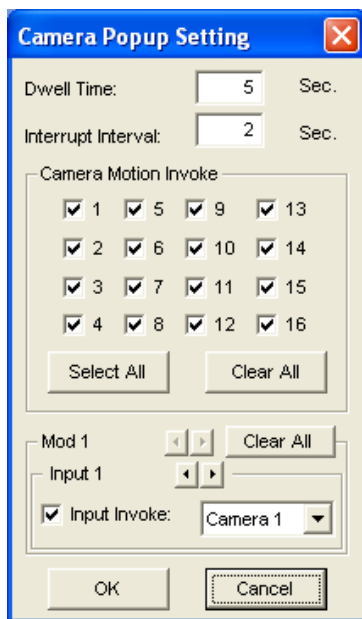 Camera Popup Setting
Dwell Time: 5 Sec.
Interrupt Interval: 2 Sec.
Camera Motion Invoke
1 5 9 13
2 6 10 14
3 7 11 15
4 8 12 16
Select All Clear All
Mod 1 Clear All
Input 1
Input Invoke: Camera 1
OK Cancel